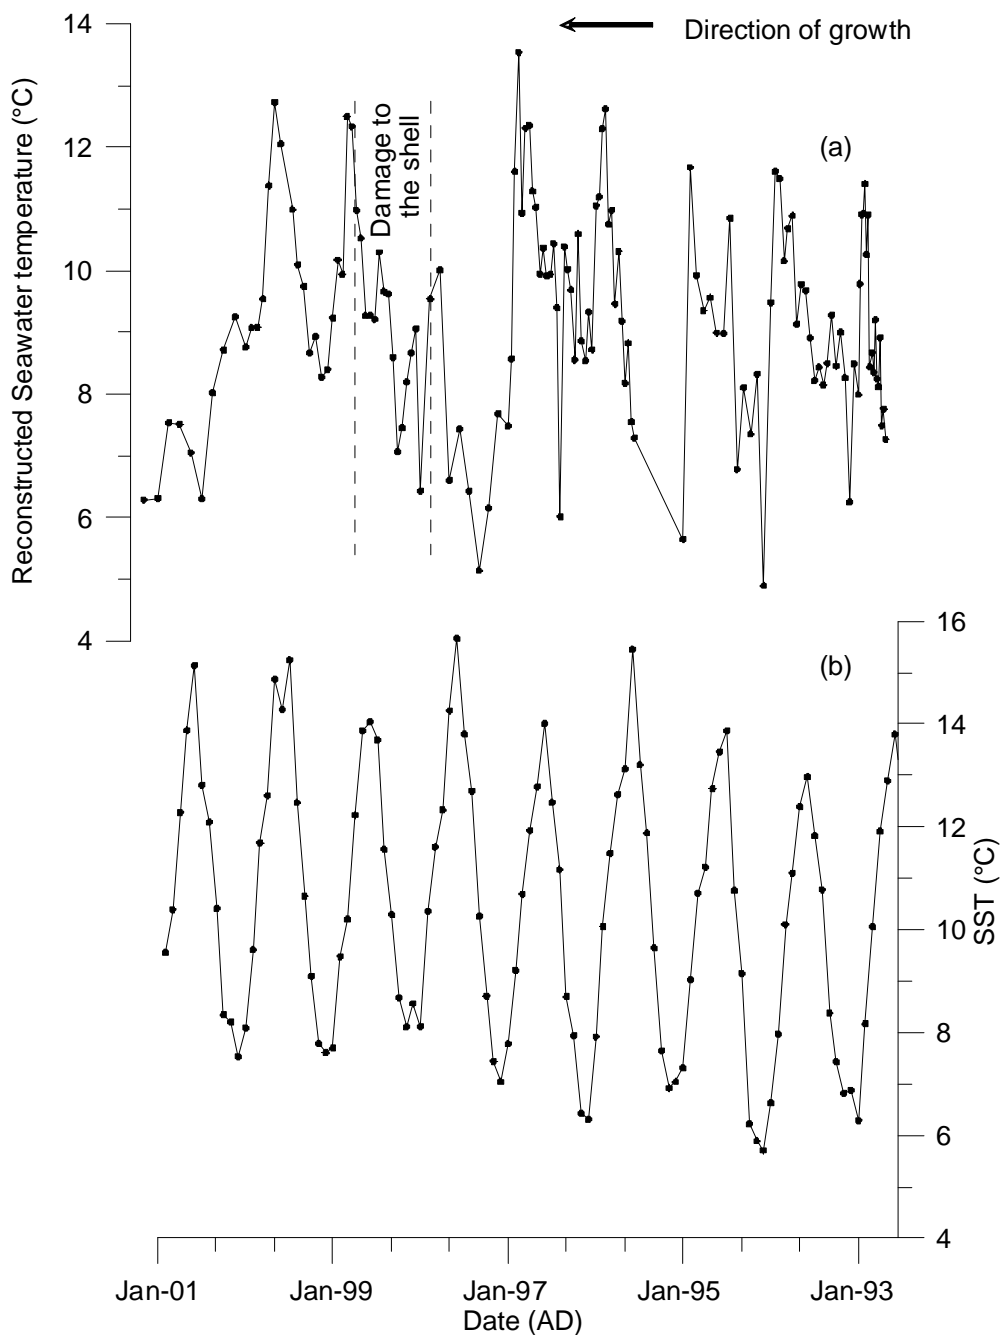 14
Direction of growth
12
(a)
Damage to
the shell
10
Reconstructed Seawater temperature (°C)
8
6
4
16
(b)
14
12
SST (°C)
10
8
6
4
Jan-01
Jan-99
Jan-97
Jan-95
Jan-93
Date (AD)